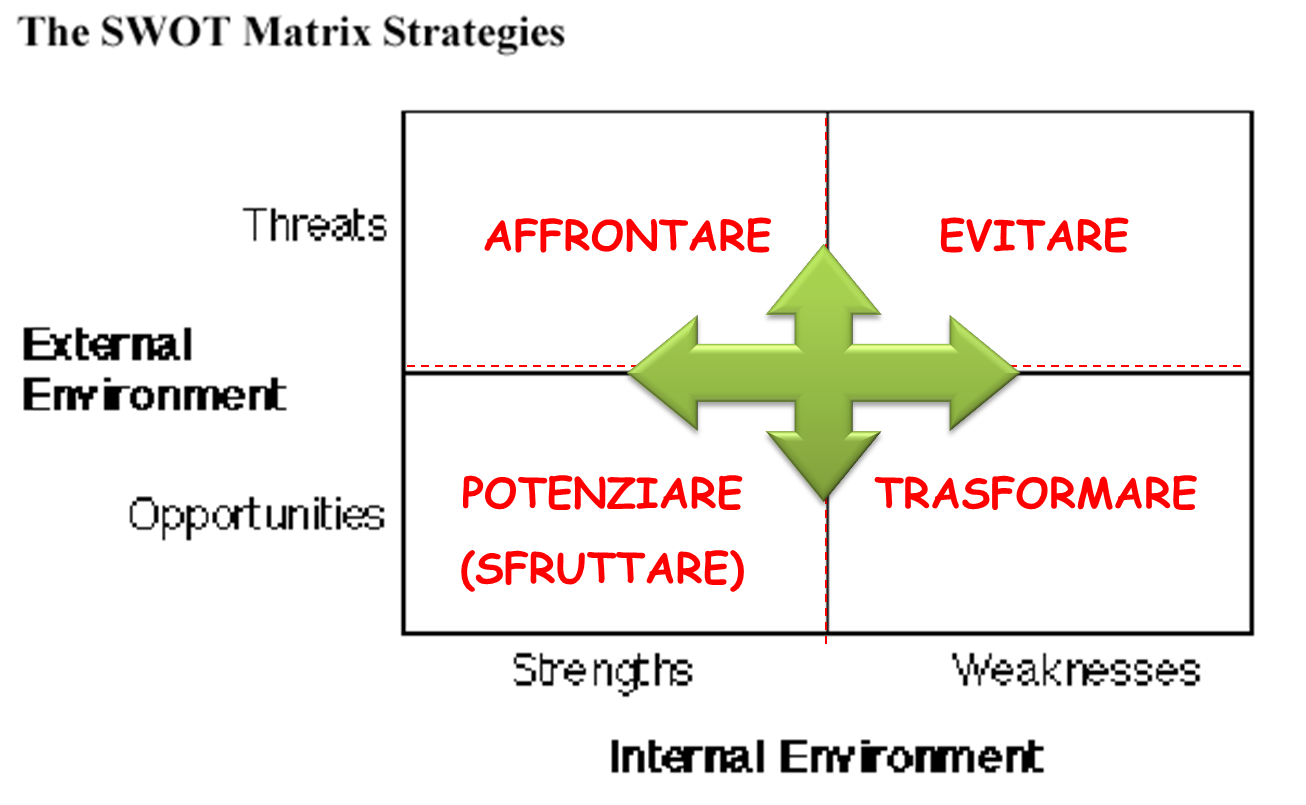 The SWOT Matrix Strategies
Threats
AFFRONTARE
EVITARE
External
Environment
Opportunities
POTENZIARE
(SFRUTTARE)
TRASFORMARE
Strengths
Weaknesses
Internal Environment